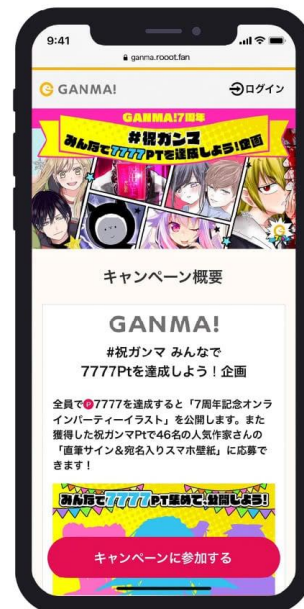 9:41
ganma.rooot.fan
GANMA!
ログイン
GANMA!7周年
#祝ガンマ
みんなで7777PTを達成しよう!企画
キャンペーン概要
GANMA!
#祝ガンマ みんなで
7777Ptを達成しよう!企画
全員でP7777を達成すると「7周年記念オンラ
インパーティーイラスト」を公開します。また
獲得した祝ガンマPtで46名の人気作家さんの
「直筆サイン&宛名入りスマホ壁紙」に応募で
きます!
みんなで7777PT集めて、公開しよう!
キャンペーンに参加する